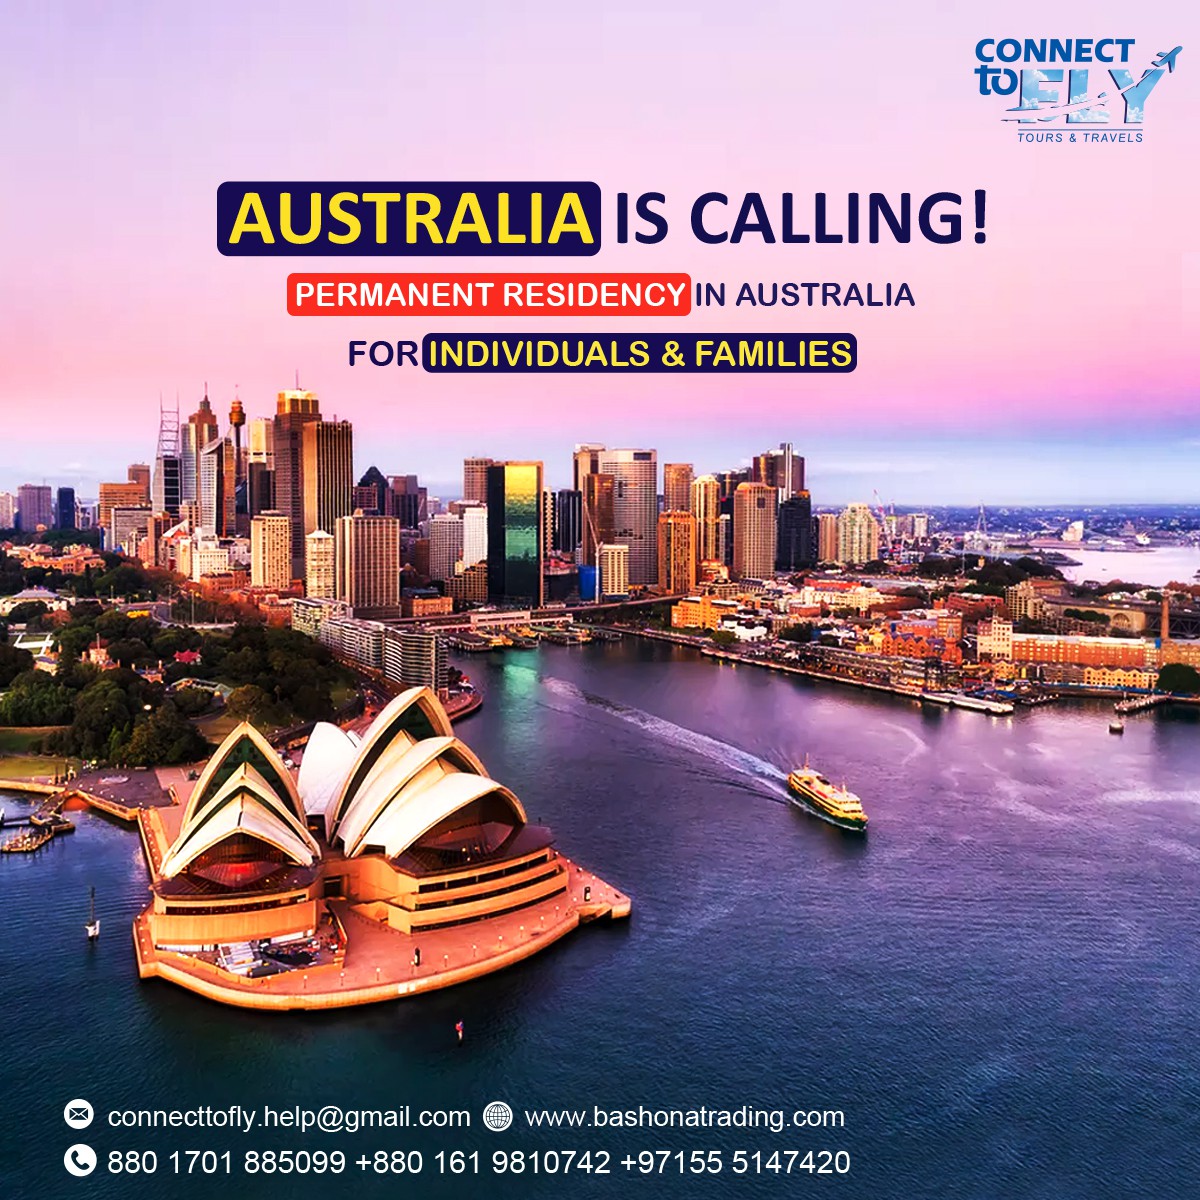 CONNECT
to FLY
TOURS & TRAVELS
AUSTRALIA IS CALLING!
PERMANENT RESIDENCY IN AUSTRALIA
FOR INDIVIDUALS & FAMILIES
connecttofly.help@gmail.com www.bashonatrading.com
880 1701 885099 +880 161 9810742 +97155 5147420